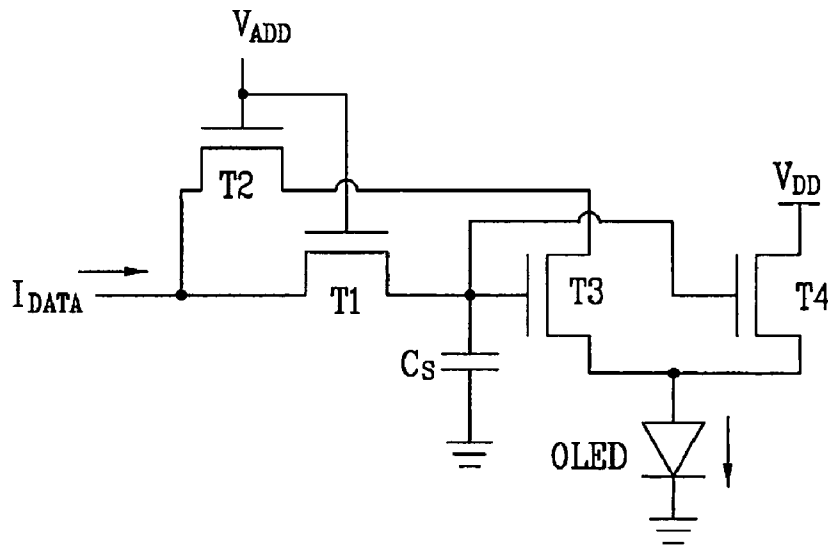 VADD
T2
VDD
IDATA
T1
T3
T4
CS
OLED